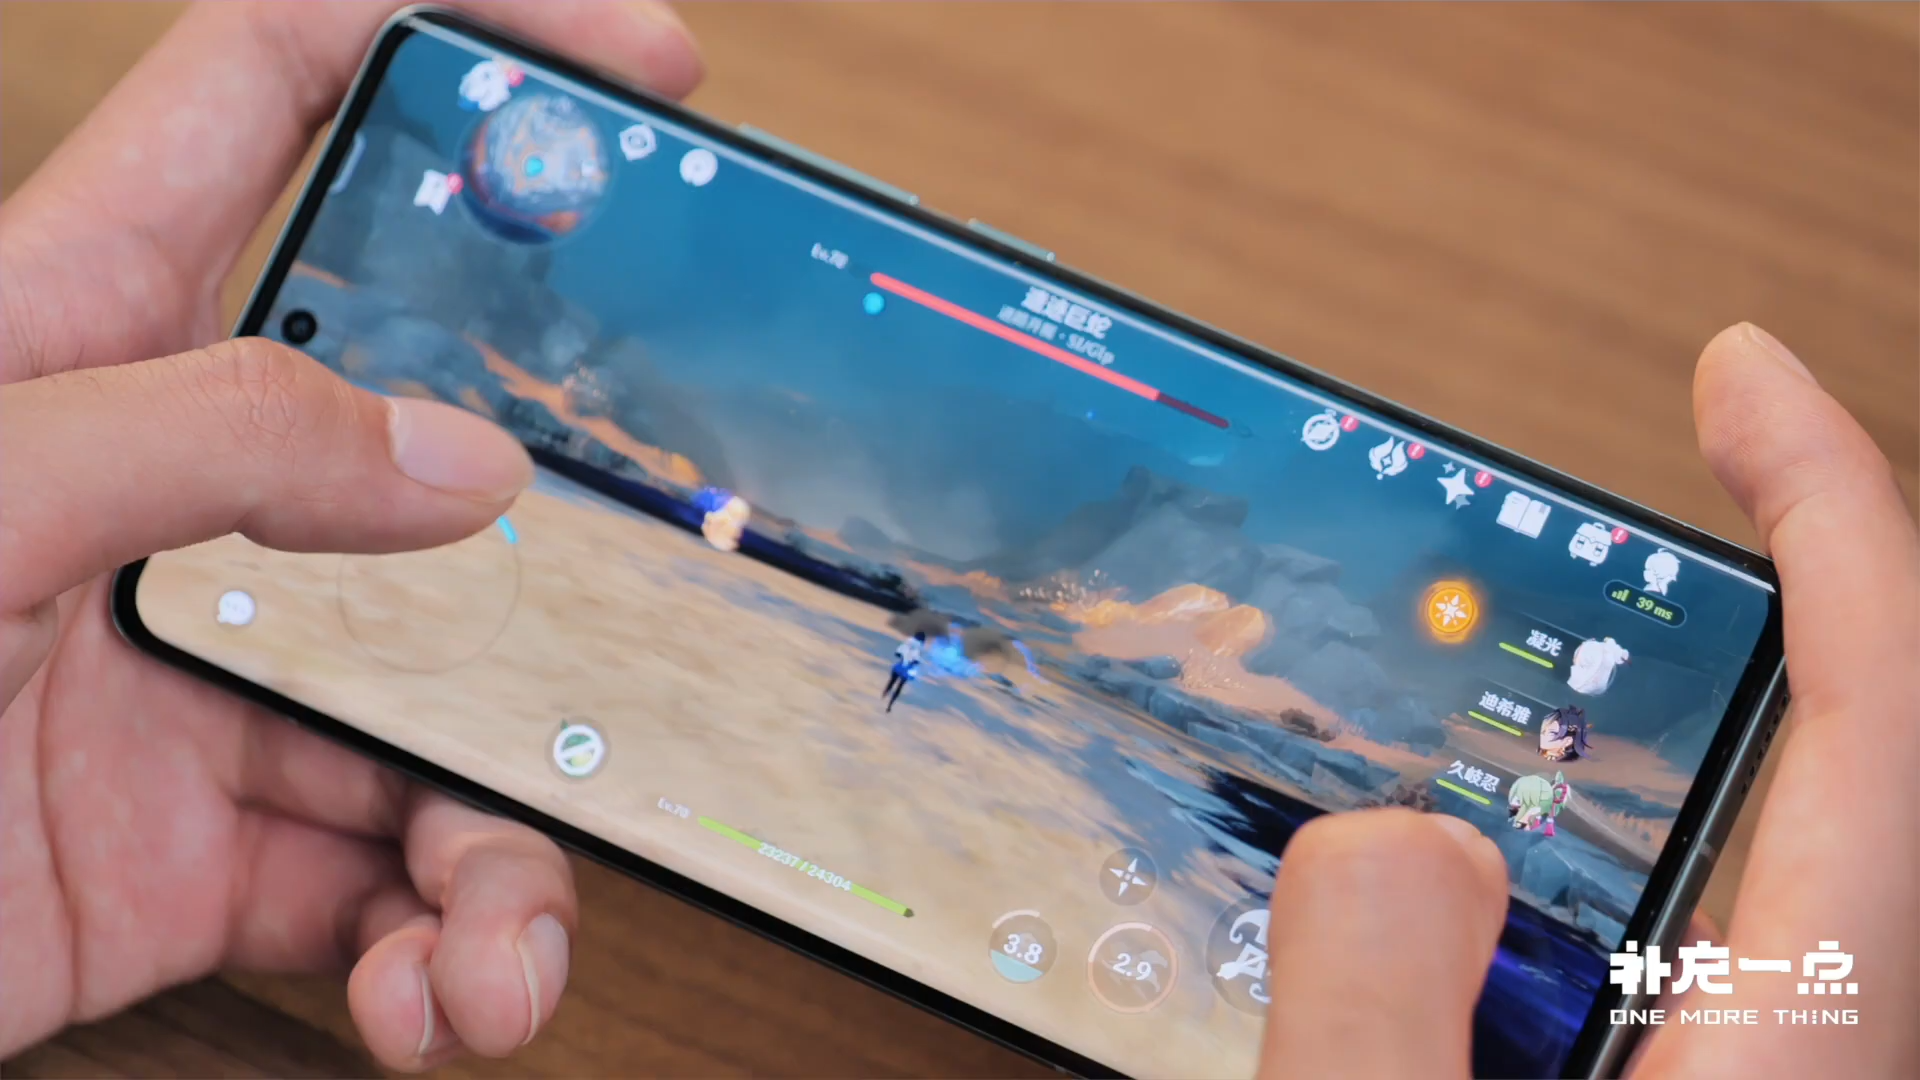 Lv.70
遗迹巨蛇
39 ms
凝光
迪希雅
久岐忍
Lv.70
23237 / 24304
3.8
2.9
补充一点
ONE MORE THING